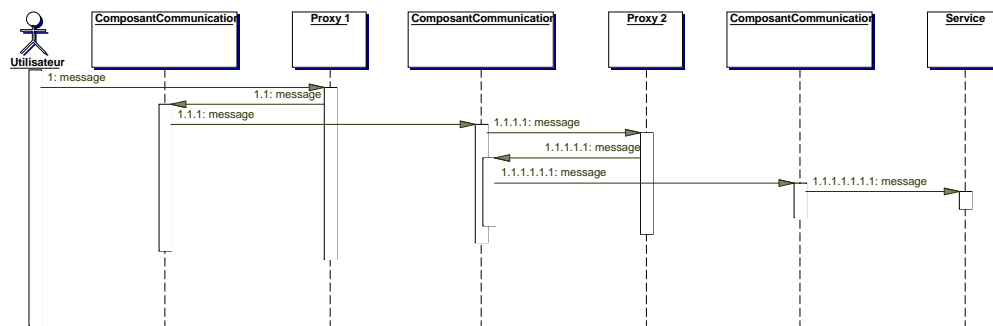 ComposantCommunication
Proxy 1
ComposantCommunication
Proxy 2
ComposantCommunication
Service
Utilisateur
1: message
1.1: message
1.1.1: message
1.1.1.1: message
1.1.1.1.1: message
1.1.1.1.1.1: message
1.1.1.1.1.1.1: message